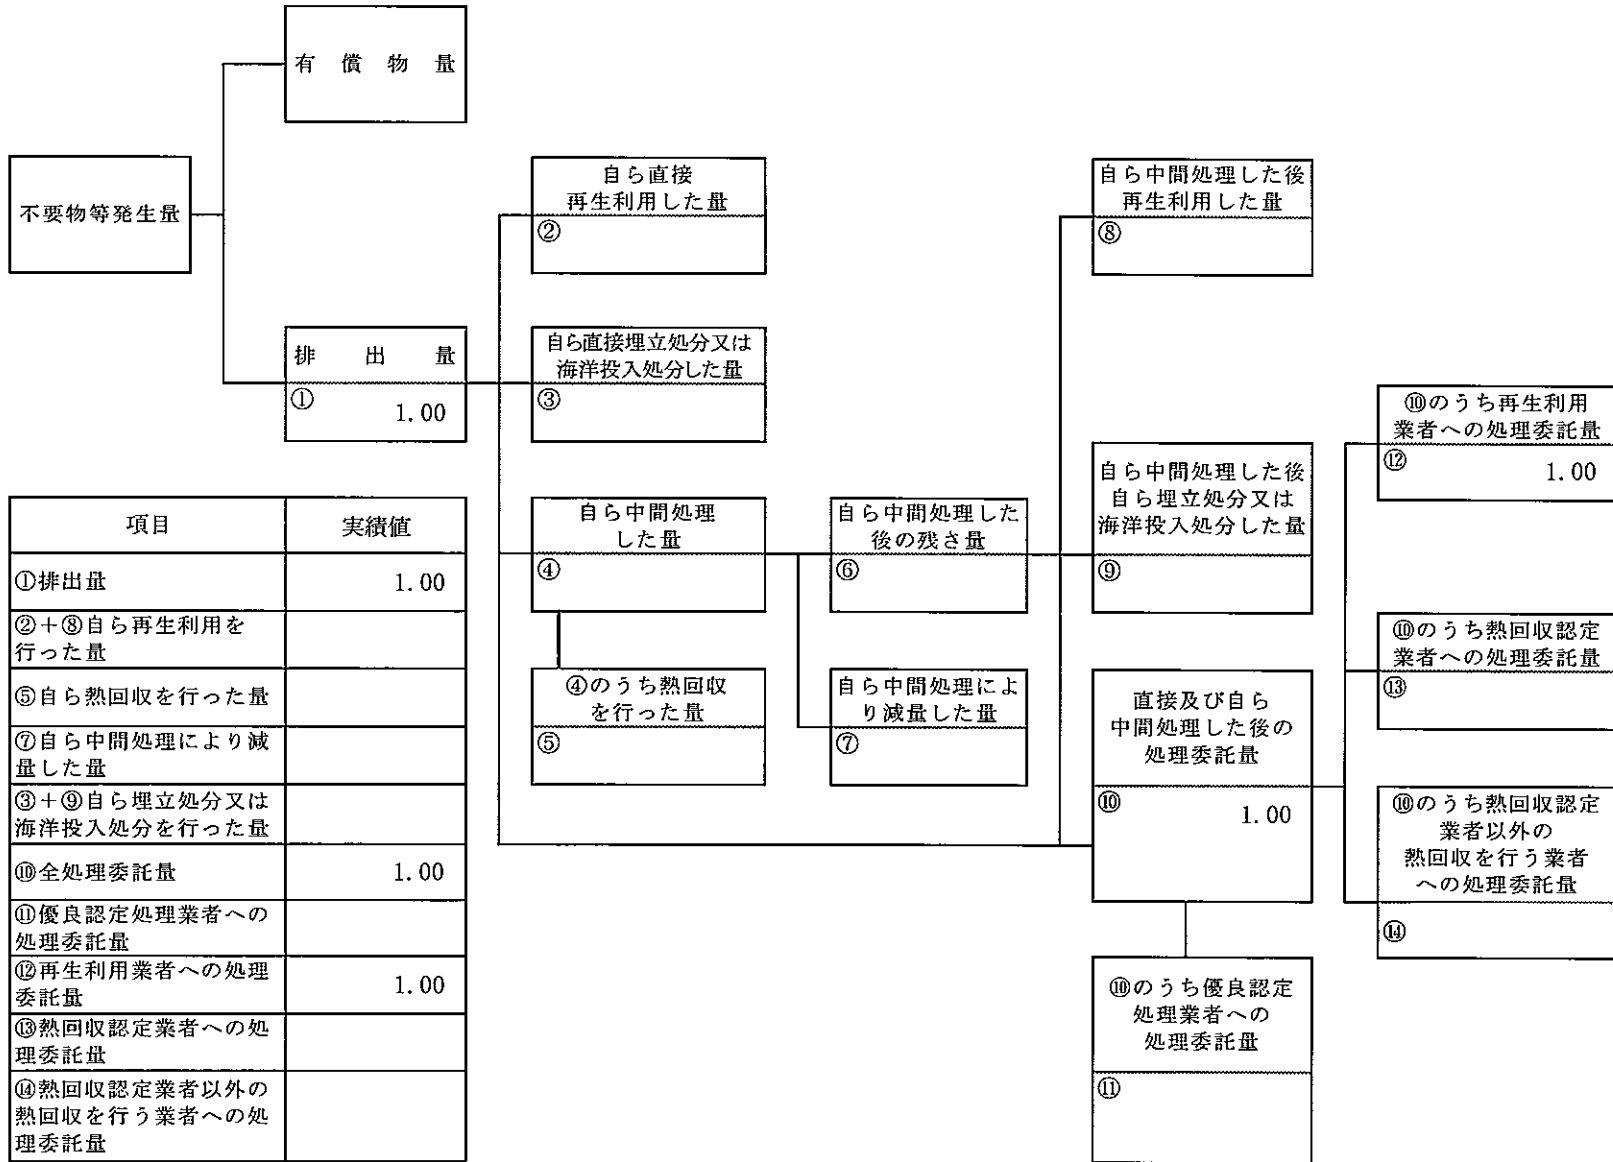 有償物量
不要物等発生量
排出量
①
1.00
自ら直接
再生利用した量
②
自ら直接埋立処分又は
海洋投入処分した量
③
自ら中間処理
した量
④
④のうち熱回収
を行った量
⑤
自ら中間処理した
後の残さ量
⑥
自ら中間処理によ
り減量した量
⑦
自ら中間処理した後
再生利用した量
⑧
自ら中間処理した後
自ら埋立処分又は
海洋投入処分した量
⑨
直接及び自ら
中間処理した後の
処理委託量
⑩
1.00
⑩のうち優良認定
処理業者への
処理委託量
⑪
⑩のうち再生利用
業者への処理委託量
⑫
1.00
⑩のうち熱回収認定
業者への処理委託量
⑬
⑩のうち熱回収認定
業者以外の
熱回収を行う業者
への処理委託量
⑭
項目 実績値
①排出量 1.00
②＋⑧自ら再生利用を
行った量
⑤自ら熱回収を行った量
⑦自ら中間処理により減
量した量
③＋⑨自ら埋立処分又は
海洋投入処分を行った量
⑩全処理委託量 1.00
⑪優良認定処理業者への
処理委託量
⑫再生利用業者への処理
委託量 1.00
⑬熱回収認定業者への処
理委託量
⑭熱回収認定業者以外の
熱回収を行う業者への処
理委託量